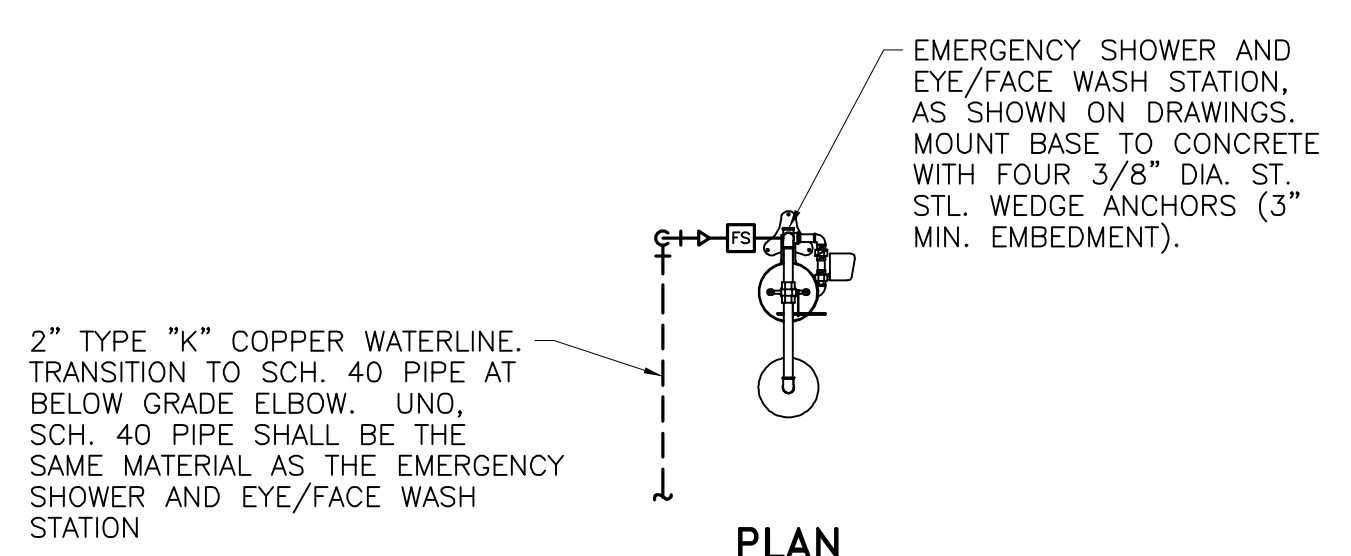 EMERGENCY SHOWER AND
EYE/FACE WASH STATION,
AS SHOWN ON DRAWINGS.
MOUNT BASE TO CONCRETE
WITH FOUR 3/8" DIA. ST.
STL. WEDGE ANCHORS (3"
MIN. EMBEDMENT).
FS
2" TYPE "K" COPPER WATERLINE.
TRANSITION TO SCH. 40 PIPE AT
BELOW GRADE ELBOW. UNO,
SCH. 40 PIPE SHALL BE THE
SAME MATERIAL AS THE EMERGENCY
SHOWER AND EYE/FACE WASH
STATION
PLAN